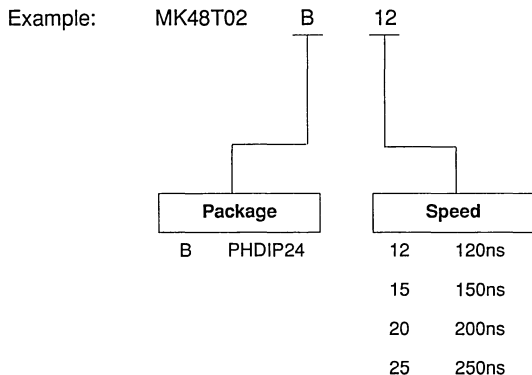 Example: MK48T02 B 12
Package Speed
B PHDIP24 12 120ns
15 150ns
20 200ns
25 250ns